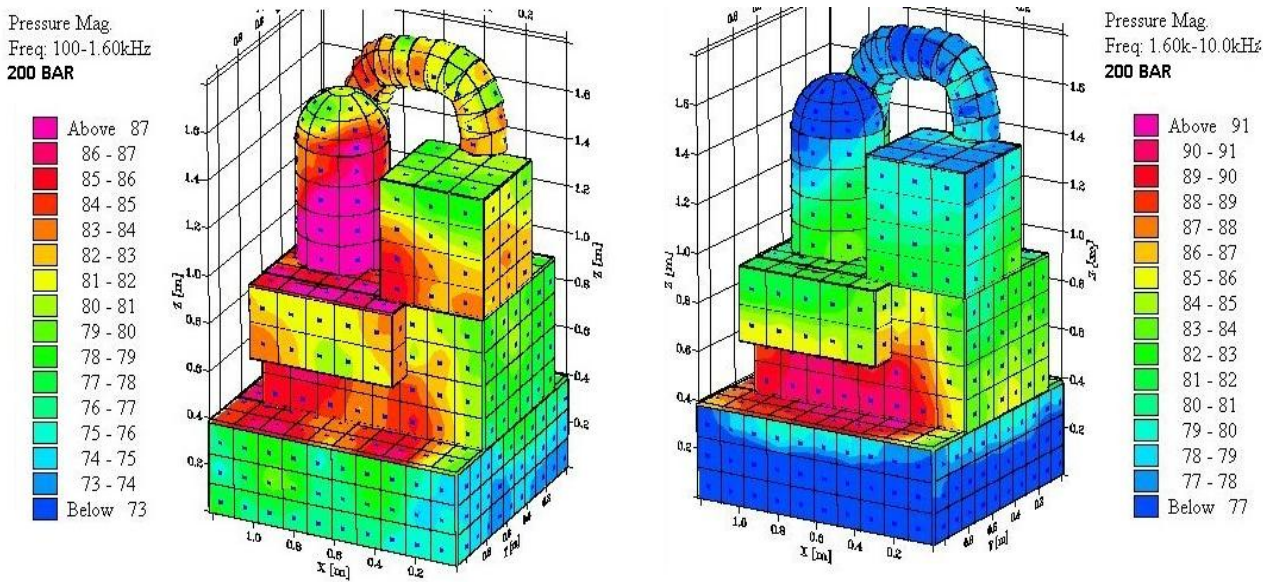 Pressure Mag.
Freq: 100-1.60kHz
200 BAR
Above 87
86 - 87
85 - 86
84 - 85
83 - 84
82 - 83
81 - 82
80 - 81
79 - 80
78 - 79
77 - 78
76 - 77
75 - 76
74 - 75
73 - 74
Below 73
0.2
1.6
1.4
1.2
1.0
0.8
0.6
0.4
0.2
Z [m]
1.6
1.4
1.2
1.0
0.8
0.6
0.4
0.2
Z [m]
1.0
0.8
0.6
0.4
0.2
X [m]
Y [m]
Pressure Mag.
Freq: 1.60k-10.0kHz
200 BAR
Above 91
90 - 91
89 - 90
88 - 89
87 - 88
86 - 87
85 - 86
84 - 85
83 - 84
82 - 83
81 - 82
80 - 81
79 - 80
78 - 79
77 - 78
Below 77
0.2
1.6
1.4
1.2
1.0
0.8
0.6
0.4
0.2
Z [m]
1.6
1.4
1.2
1.0
0.8
0.6
0.4
0.2
1.0
0.8
0.6
0.4
0.2
X [m]
Y [m]